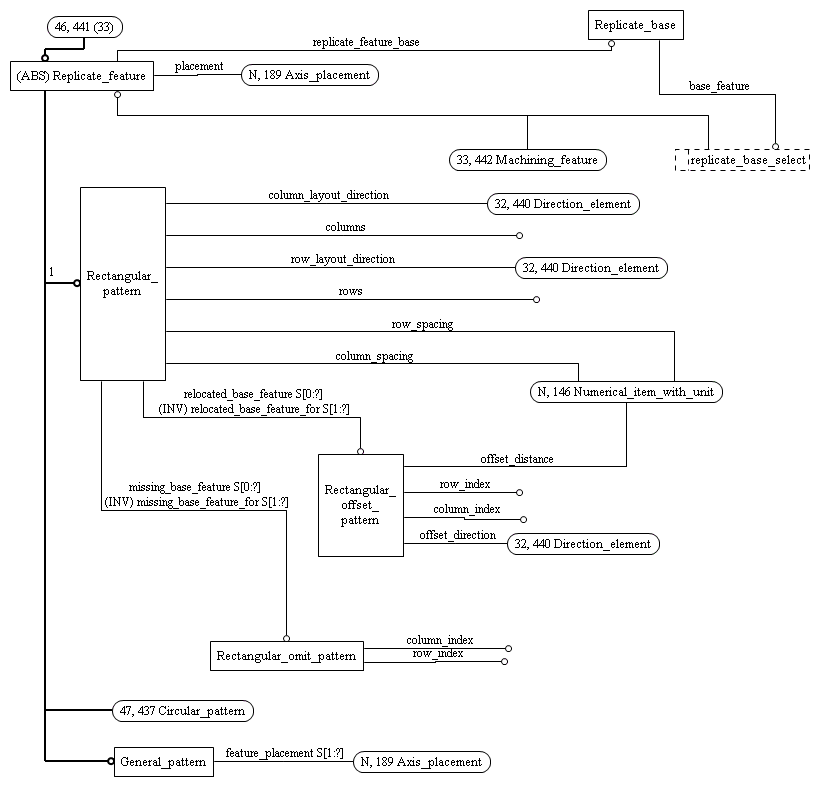 46, 441 (33)
Replicate_base
replicate_feature_base
(ABS) Replicate_feature
placement
N, 189 Axis_placement
base_feature
33, 442 Machining_feature
replicate_base_select
column_layout_direction
32, 440 Direction_element
columns
row_layout_direction
32, 440 Direction_element
1
Rectangular_
pattern
rows
row_spacing
column_spacing
N, 146 Numerical_item_with_unit
relocated_base_feature S[0:?]
(INV) relocated_base_feature_for S[1:?]
offset_distance
missing_base_feature S[0:?]
(INV) missing_base_feature_for S[1:?]
Rectangular_
offset_
pattern
row_index
column_index
offset_direction
32, 440 Direction_element
Rectangular_omit_pattern
column_index
row_index
47, 437 Circular_pattern
General_pattern
feature_placement S[1:?]
N, 189 Axis_placement